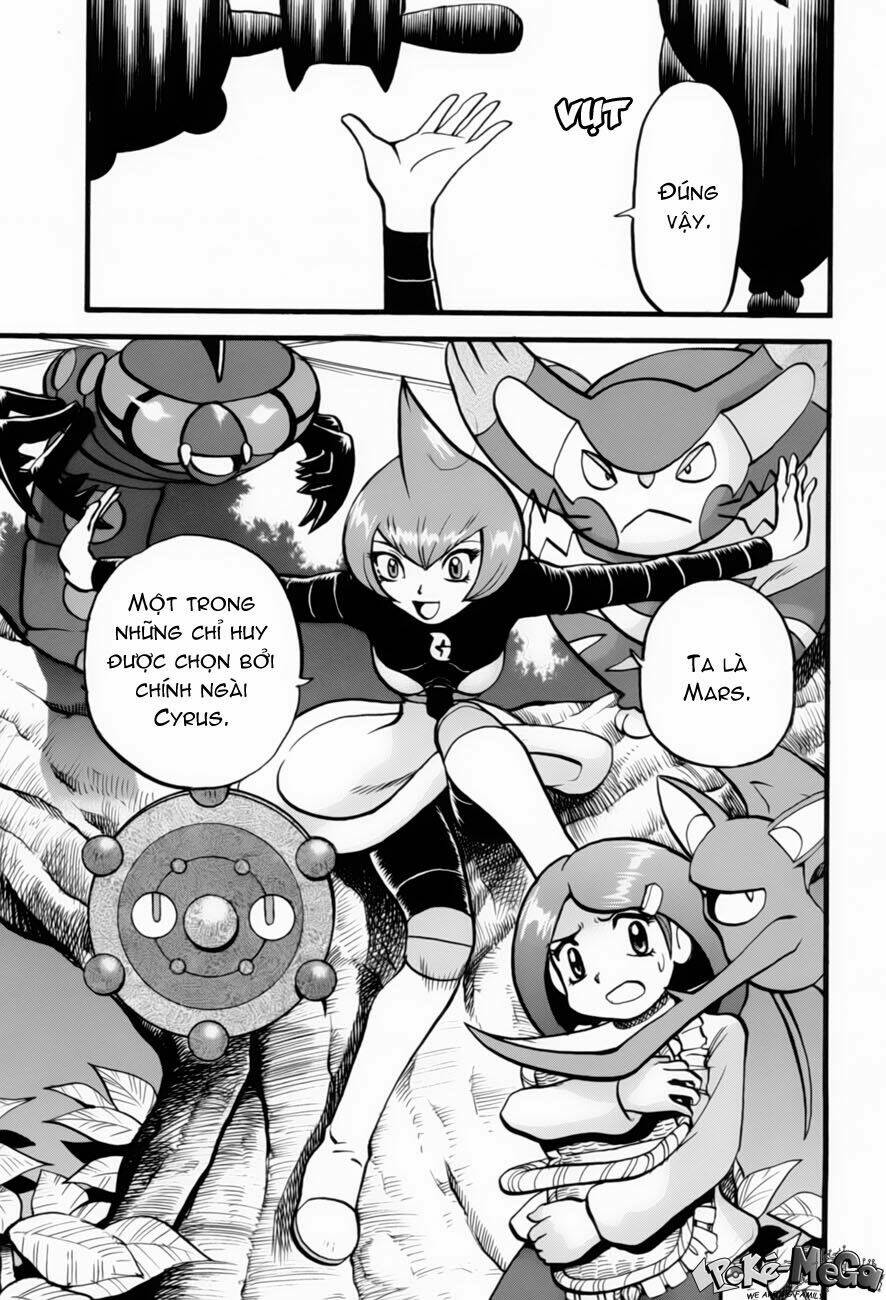 VỤT
ĐÚNG
VẬY.
TA LÀ
MARS.
MỘT TRONG
NHỮNG CHỈ HUY
ĐƯỢC CHỌN BỞI
CHÍNH NGÀI
CYRUS.
POKÉ-MEGA